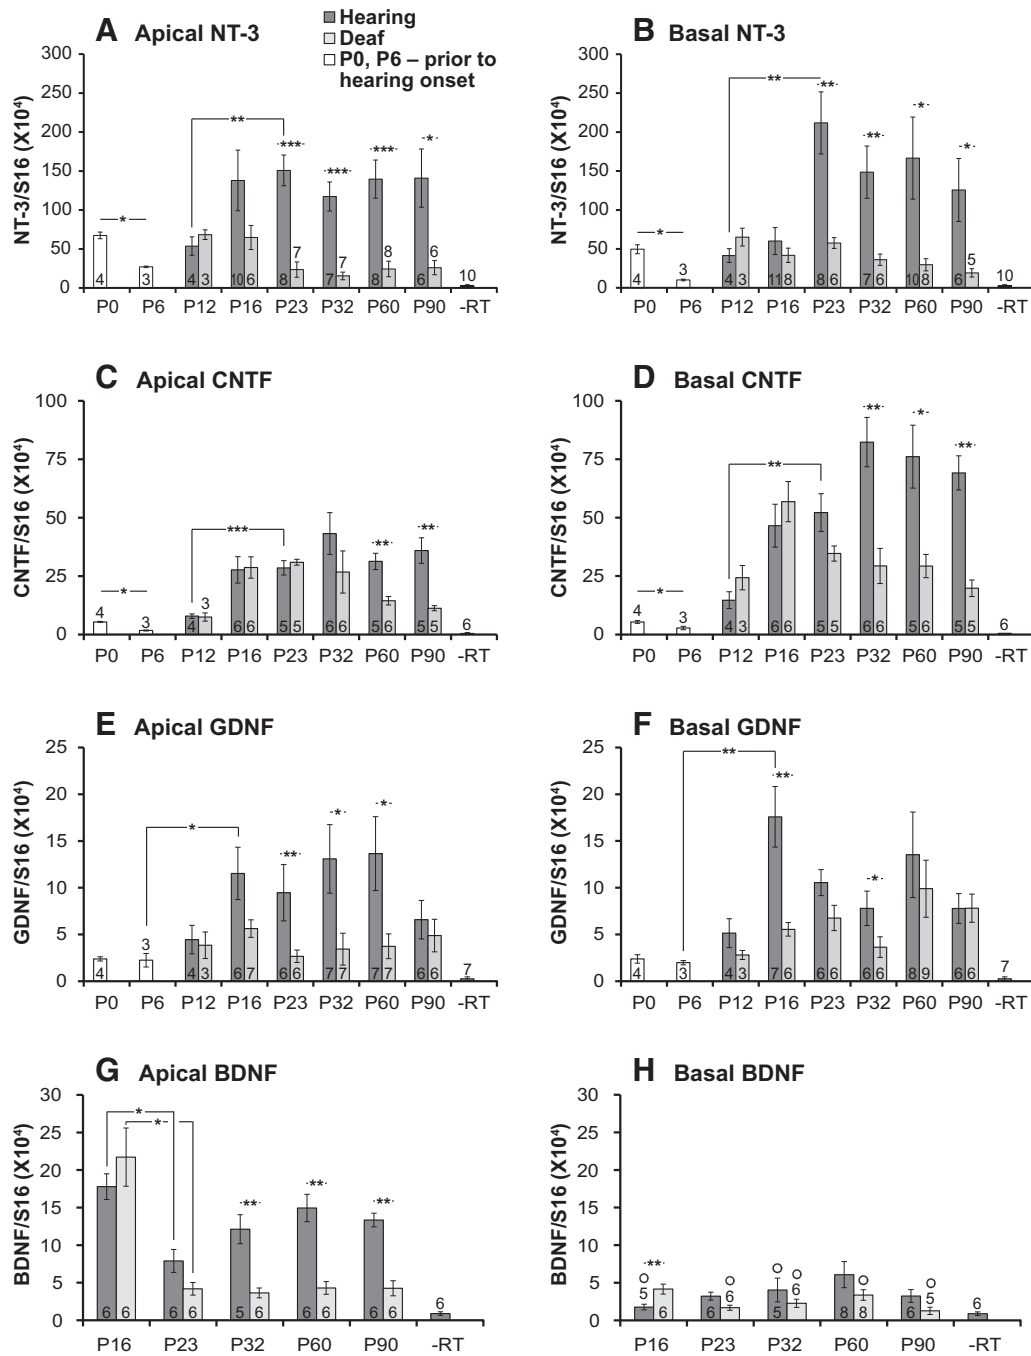 A Apical NT-3
Hearing
Deaf
P0, P6 – prior to
hearing onset
NT-3/S16 (X10⁴)
300
250
200
150
100
50
0
** *** *** *** * *
4 3 4 3 10 6 8 7 7 7 8 8 6 6 10
P0 P6 P12 P16 P23 P32 P60 P90 -RT
B Basal NT-3
NT-3/S16 (X10⁴)
300
250
200
150
100
50
0
** ** ** * * *
4 3 4 3 11 8 8 6 7 6 10 8 6 5 10
P0 P6 P12 P16 P23 P32 P60 P90 -RT
C Apical CNTF
CNTF/S16 (X10⁴)
100
75
50
25
0
* *** ** **
4 3 4 3 6 6 5 5 6 6 5 6 5 5 6
P0 P6 P12 P16 P23 P32 P60 P90 -RT
D Basal CNTF
CNTF/S16 (X10⁴)
100
75
50
25
0
* ** ** * **
4 3 4 3 6 6 5 5 6 6 5 6 5 5 6
P0 P6 P12 P16 P23 P32 P60 P90 -RT
E Apical GDNF
GDNF/S16 (X10⁴)
25
20
15
10
5
0
* ** * *
4 3 4 3 6 7 6 6 7 7 7 7 6 6 7
P0 P6 P12 P16 P23 P32 P60 P90 -RT
F Basal GDNF
GDNF/S16 (X10⁴)
25
20
15
10
5
0
** ** *
4 3 4 3 7 6 6 6 6 6 8 9 6 6 7
P0 P6 P12 P16 P23 P32 P60 P90 -RT
G Apical BDNF
BDNF/S16 (X10⁴)
30
25
20
15
10
5
0
* * ** ** **
6 6 6 6 5 6 6 6 6 6 6
P16 P23 P32 P60 P90 -RT
H Basal BDNF
BDNF/S16 (X10⁴)
30
25
20
15
10
5
0
**
5 6 6 6 5 6 8 8 6 5 6
P16 P23 P32 P60 P90 -RT